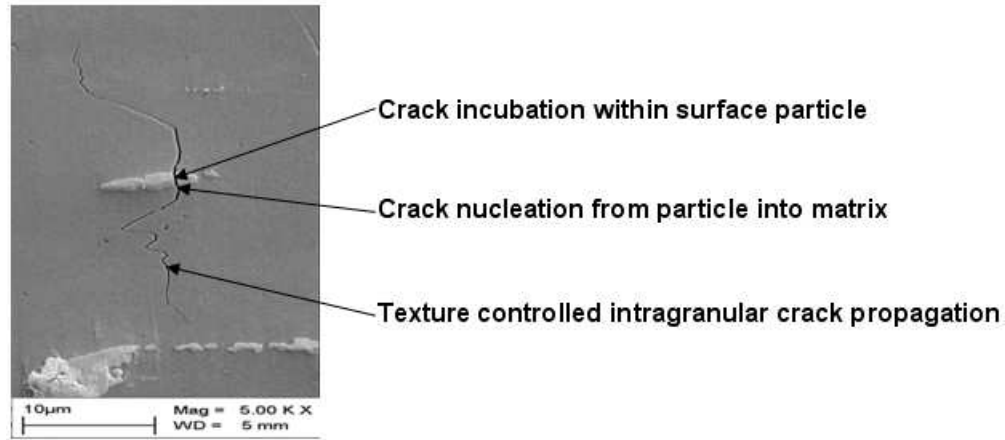 Crack incubation within surface particle
Crack nucleation from particle into matrix
Texture controlled intragranular crack propagation
10μm Mag = 5.00 K X
WD = 5 mm